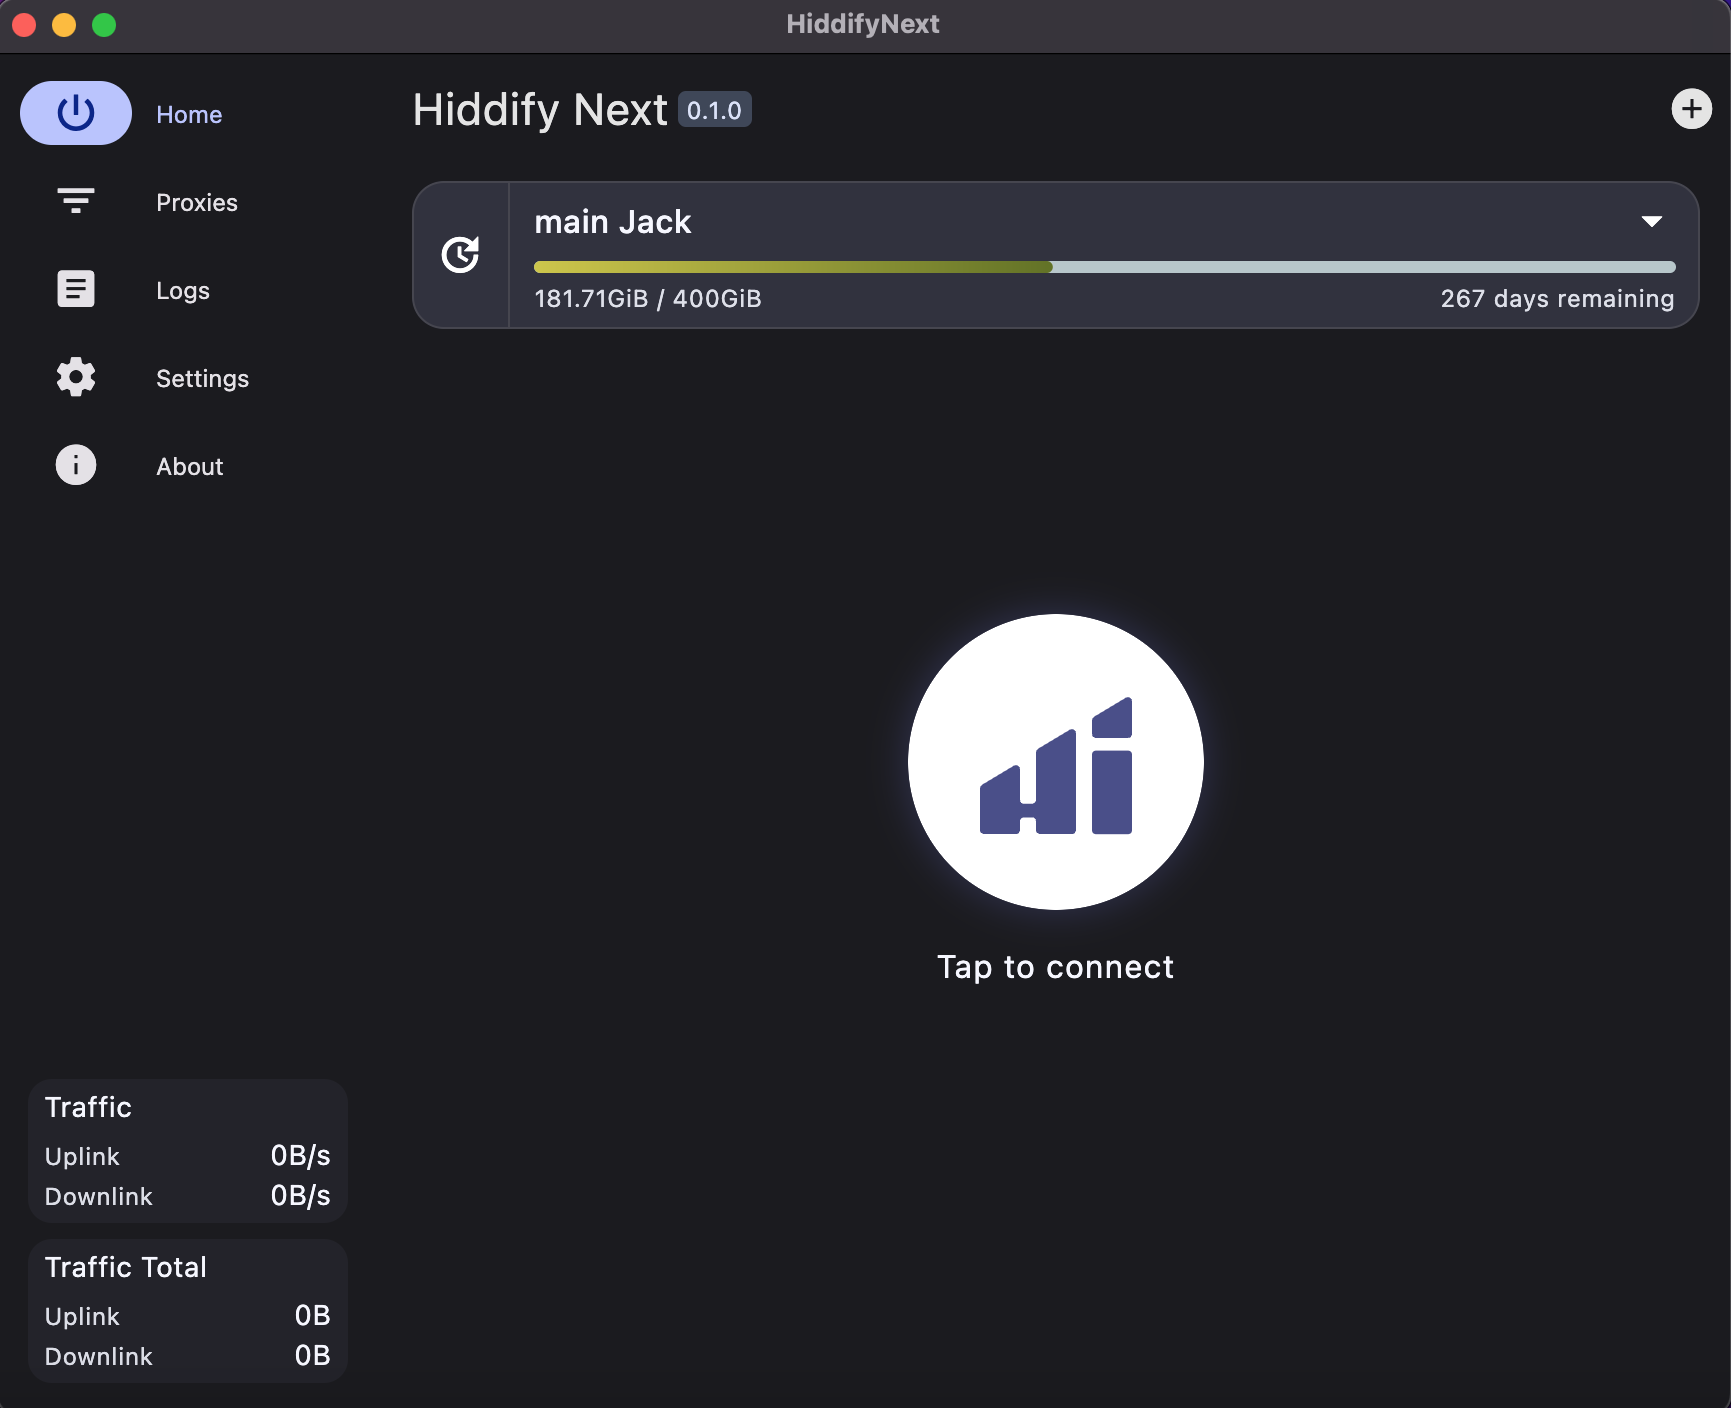 HiddifyNext
Home
Proxies
Logs
Settings
About
Hiddify Next 0.1.0
main Jack
181.71GiB / 400GiB 267 days remaining
Tap to connect
Traffic
Uplink 0B/s
Downlink 0B/s
Traffic Total
Uplink 0B
Downlink 0B